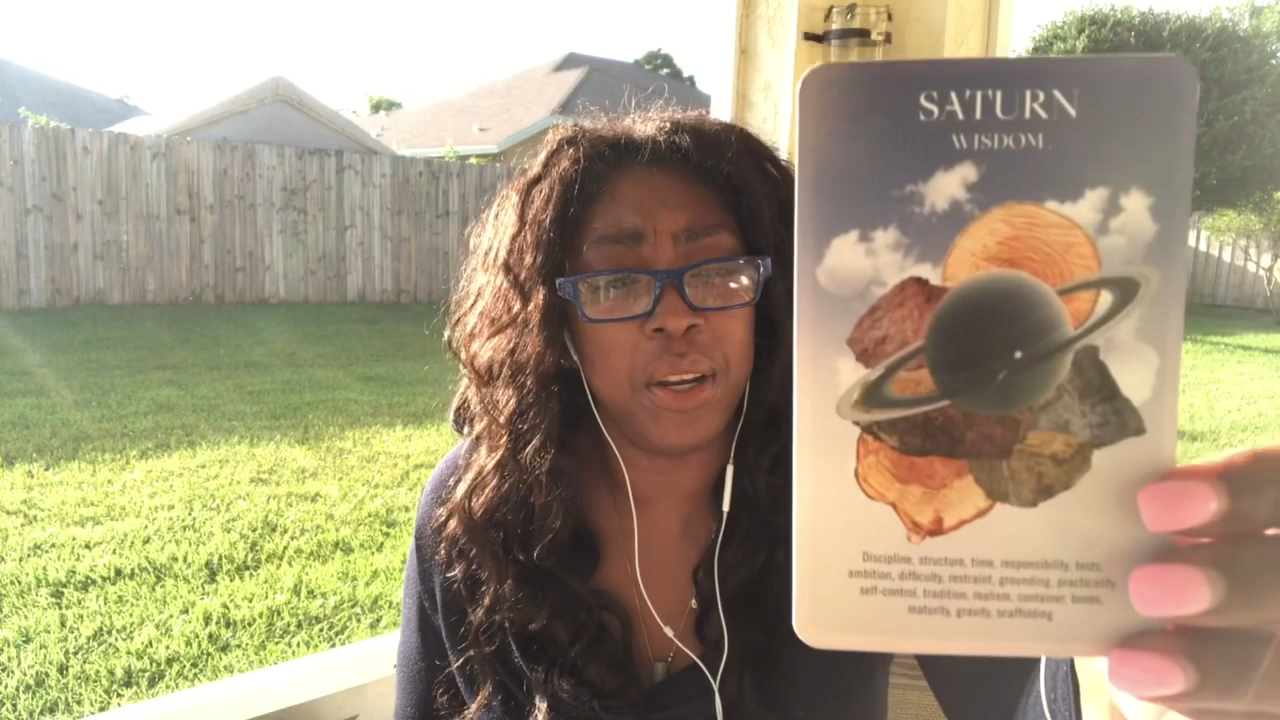 SATURN
WISDOM
Discipline, structure, time, responsibility, tests,
ambition, difficulty, restraint, grounding, practicality
self-control, tradition, realism, container, bones,
maturity, gravity, scaffolding